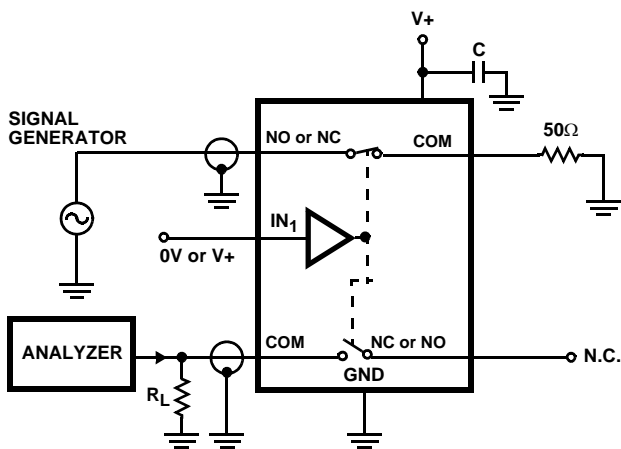 V+
C
SIGNAL
GENERATOR
NO or NC
COM
50Ω
IN1
0V or V+
ANALYZER
COM
NC or NO
N.C.
GND
RL